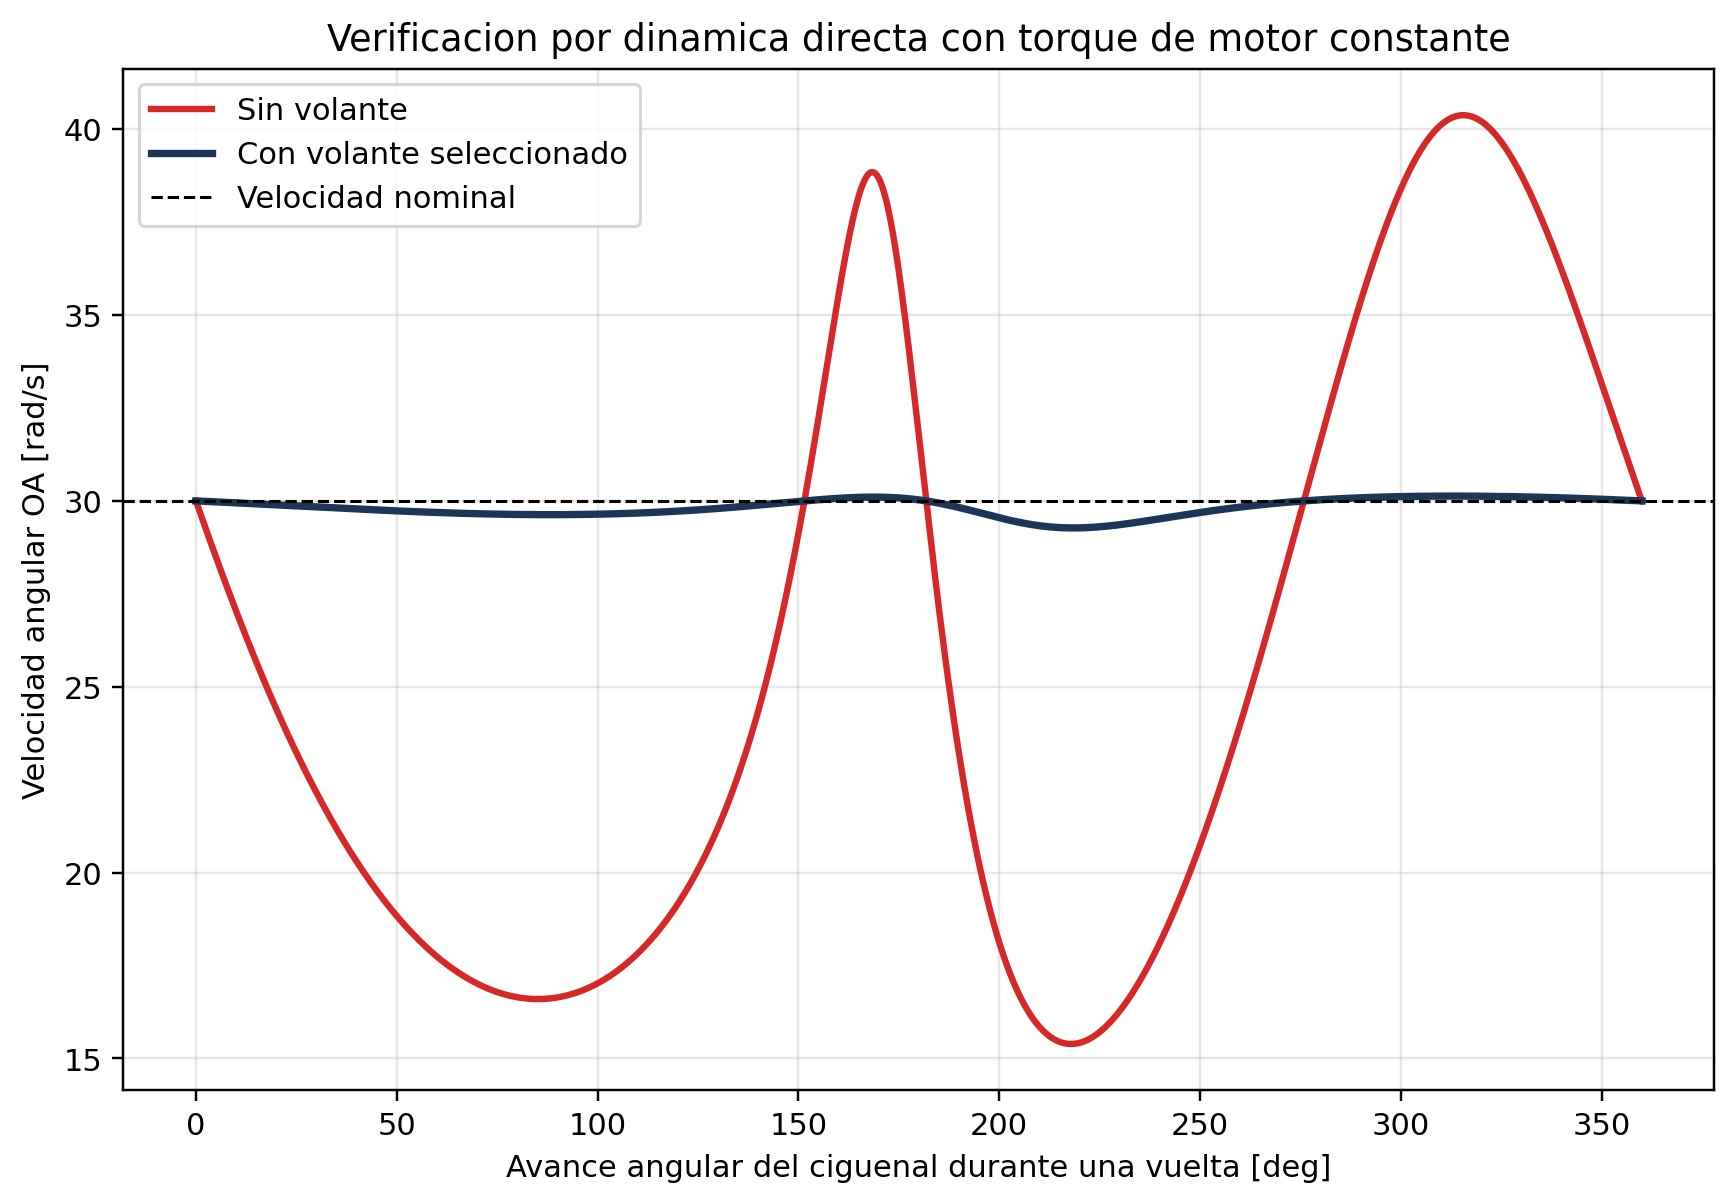 Verificacion por dinamica directa con torque de motor constante
Sin volante
Con volante seleccionado
Velocidad nominal
Velocidad angular OA [rad/s]
40
35
30
25
20
15
0 50 100 150 200 250 300 350
Avance angular del ciguenal durante una vuelta [deg]